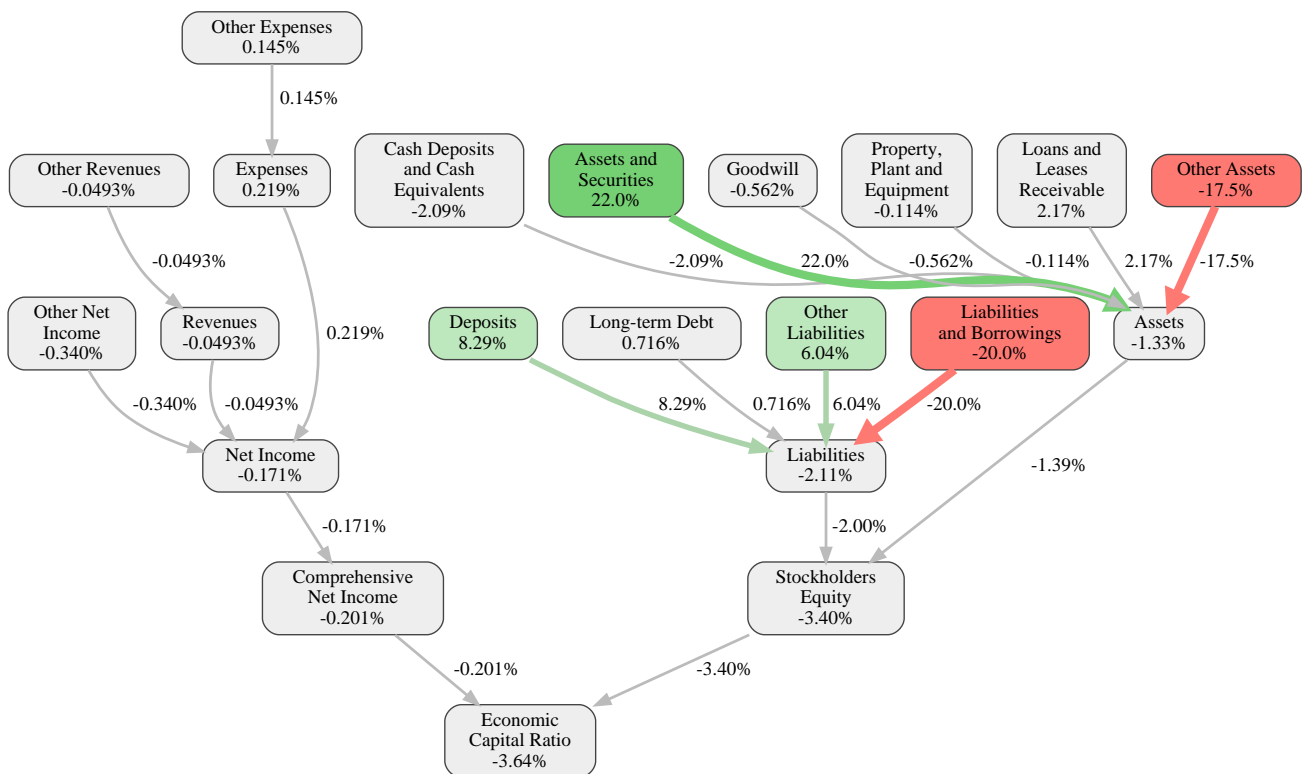 Other Expenses
0.145%
0.145%
Other Revenues
-0.0493%
Expenses
0.219%
Cash Deposits
and Cash
Equivalents
-2.09%
Assets and
Securities
22.0%
Goodwill
-0.562%
Property,
Plant and
Equipment
-0.114%
Loans and
Leases
Receivable
2.17%
Other Assets
-17.5%
-0.0493%
0.219%
-2.09%
22.0%
-0.562%
-0.114%
2.17%
-17.5%
Other Net
Income
-0.340%
Revenues
-0.0493%
Deposits
8.29%
Long-term Debt
0.716%
Other
Liabilities
6.04%
Liabilities
and Borrowings
-20.0%
Assets
-1.33%
-0.340%
-0.0493%
8.29%
0.716%
6.04%
-20.0%
-1.39%
Net Income
-0.171%
Liabilities
-2.11%
-0.171%
-2.00%
Comprehensive
Net Income
-0.201%
Stockholders
Equity
-3.40%
-0.201%
-3.40%
Economic
Capital Ratio
-3.64%